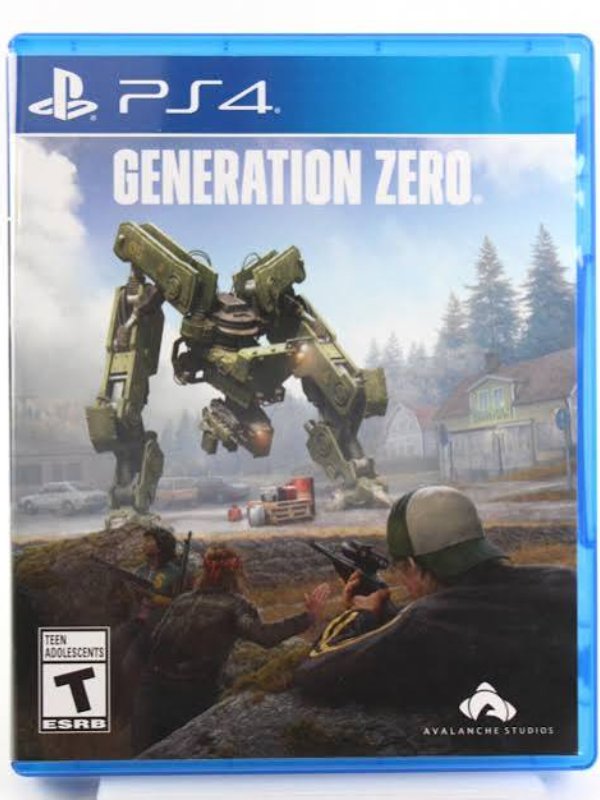 PS4
GENERATION ZERO®
TEEN
ADOLESCENTS
T
ESRB
AVALANCHE STUDIOS